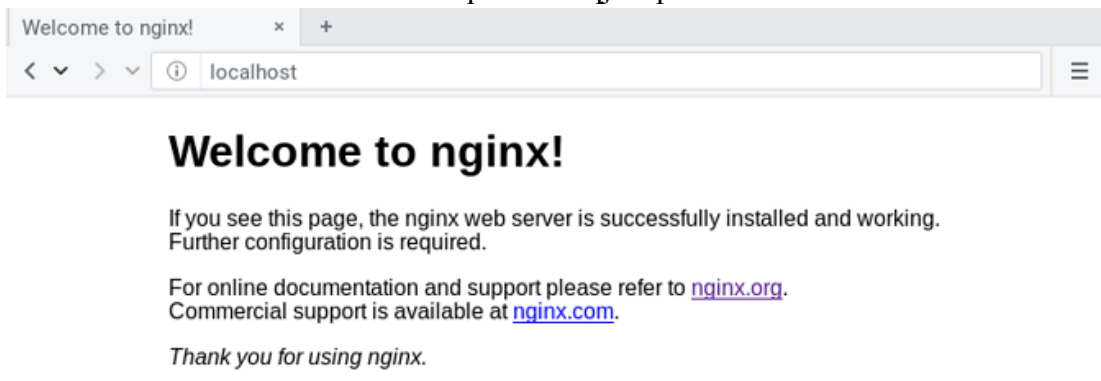 Welcome to nginx!
localhost
Welcome to nginx!
If you see this page, the nginx web server is successfully installed and working.
Further configuration is required.
For online documentation and support please refer to nginx.org.
Commercial support is available at nginx.com.
Thank you for using nginx.